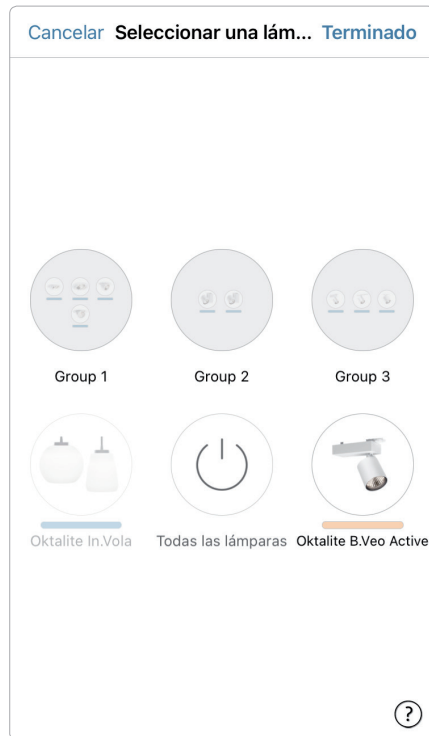 Cancelar Seleccionar una lám... Terminado
Group 1 Group 2 Group 3
Oktalite In.Vola Todas las lámparas Oktalite B.Veo Active
?